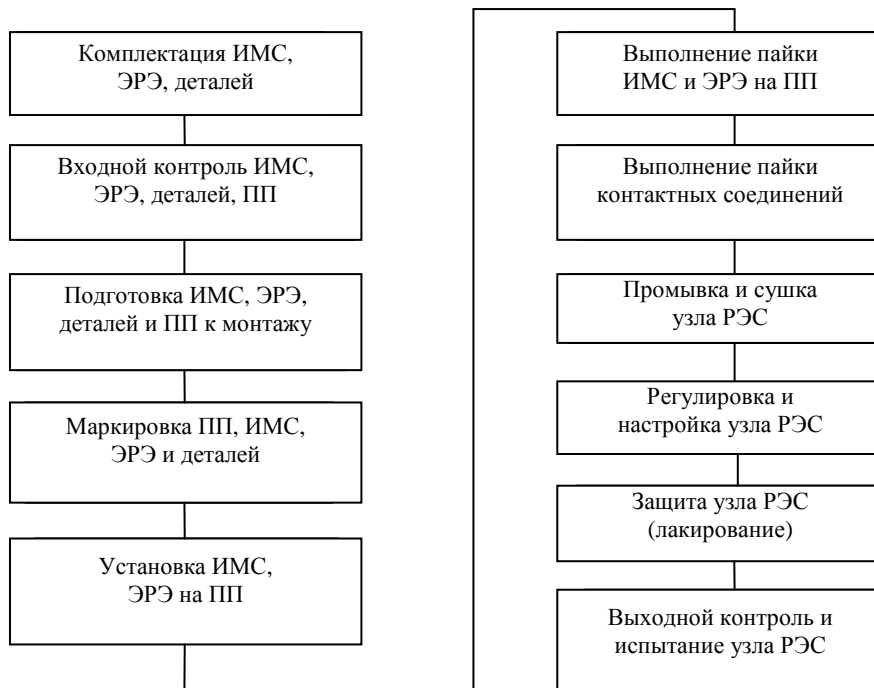 Комплектация ИМС,
ЭРЭ, деталей
Входной контроль ИМС,
ЭРЭ, деталей, ПП
Подготовка ИМС, ЭРЭ,
деталей и ПП к монтажу
Маркировка ПП, ИМС,
ЭРЭ и деталей
Установка ИМС,
ЭРЭ на ПП
Выполнение пайки
ИМС и ЭРЭ на ПП
Выполнение пайки
контактных соединений
Промывка и сушка
узла РЭС
Регулировка и
настройка узла РЭС
Защита узла РЭС
(лакирование)
Выходной контроль и
испытание узла РЭС